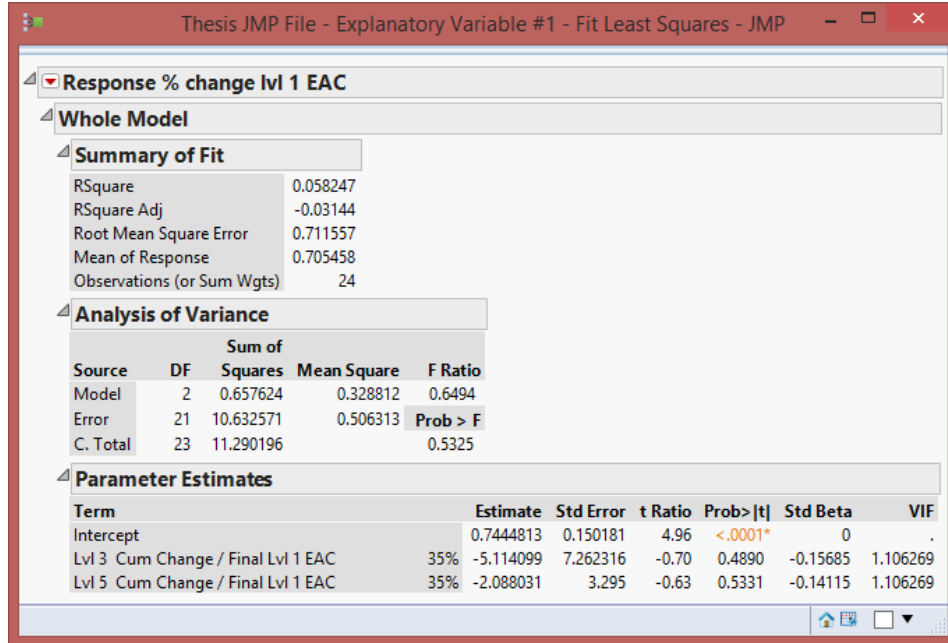 Thesis JMP File - Explanatory Variable #1 - Fit Least Squares - JMP
Response % change lvl 1 EAC
Whole Model
Summary of Fit
RSquare 0.058247
RSquare Adj -0.03144
Root Mean Square Error 0.711557
Mean of Response 0.705458
Observations (or Sum Wgts) 24
Analysis of Variance
Sum of
Source DF Squares Mean Square F Ratio
Model 2 0.657624 0.328812 0.6494
Error 21 10.632571 0.506313 Prob > F
C. Total 23 11.290196 0.5325
Parameter Estimates
Term Estimate Std Error t Ratio Prob>|t| Std Beta VIF
Intercept 0.7444813 0.150181 4.96 <.0001* 0 .
Lvl 3 Cum Change / Final Lvl 1 EAC 35% -5.114099 7.262316 -0.70 0.4890 -0.15685 1.106269
Lvl 5 Cum Change / Final Lvl 1 EAC 35% -2.088031 3.295 -0.63 0.5331 -0.14115 1.106269